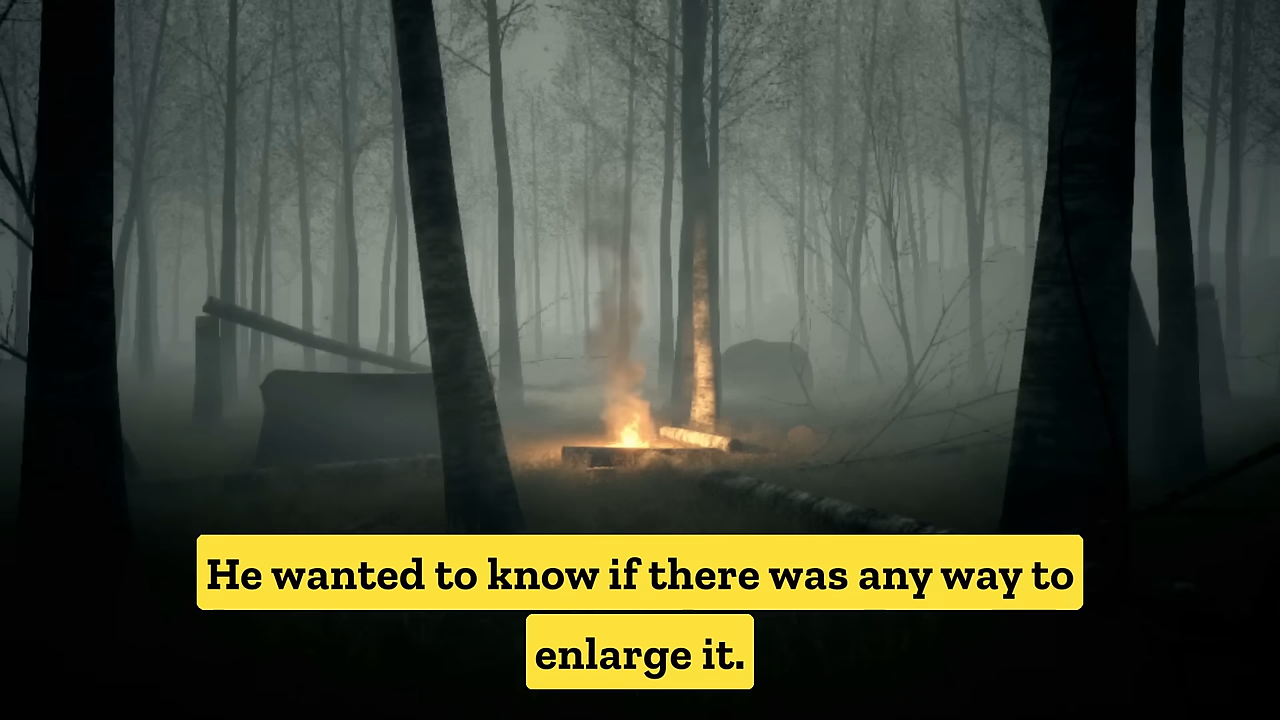 He wanted to know if there was any way to
enlarge it.